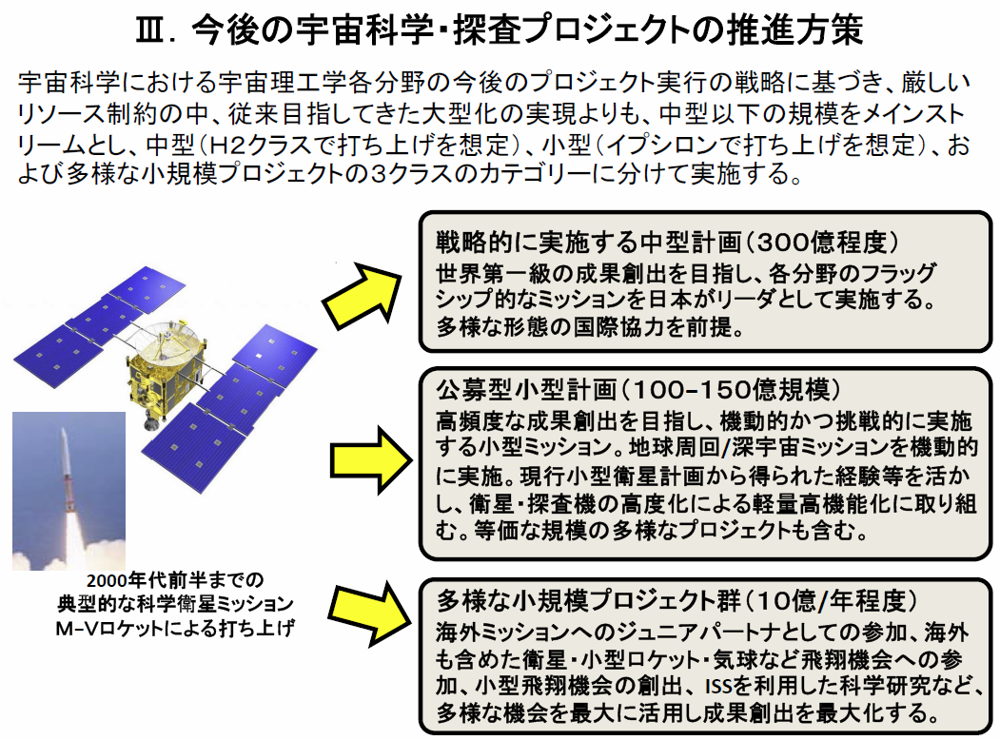 Ⅲ．今後の宇宙科学・探査プロジェクトの推進方策
宇宙科学における宇宙理工学各分野の今後のプロジェクト実行の戦略に基づき、厳しい
リソース制約の中、従来目指してきた大型化の実現よりも、中型以下の規模をメインスト
リームとし、中型（Ｈ２クラスで打ち上げを想定）、小型（イプシロンで打ち上げを想定）、お
よび多様な小規模プロジェクトの３クラスのカテゴリーに分けて実施する。
戦略的に実施する中型計画（３００億程度）
世界第一級の成果創出を目指し、各分野のフラッグ
シップ的なミッションを日本がリーダとして実施する。
多様な形態の国際協力を前提。
公募型小型計画（１００-１５０億規模）
高頻度な成果創出を目指し、機動的かつ挑戦的に実施
する小型ミッション。地球周回/深宇宙ミッションを機動的
に実施。現行小型衛星計画から得られた経験等を活か
し、衛星・探査機の高度化による軽量高機能化に取り組
む。等価な規模の多様なプロジェクトも含む。
2000年代前半までの
典型的な科学衛星ミッション
Ｍ-Ｖロケットによる打ち上げ
多様な小規模プロジェクト群（１０億/年程度）
海外ミッションへのジュニアパートナとしての参加、海外
も含めた衛星・小型ロケット・気球など飛翔機会への参
加、小型飛翔機会の創出、ISSを利用した科学研究など、
多様な機会を最大に活用し成果創出を最大化する。